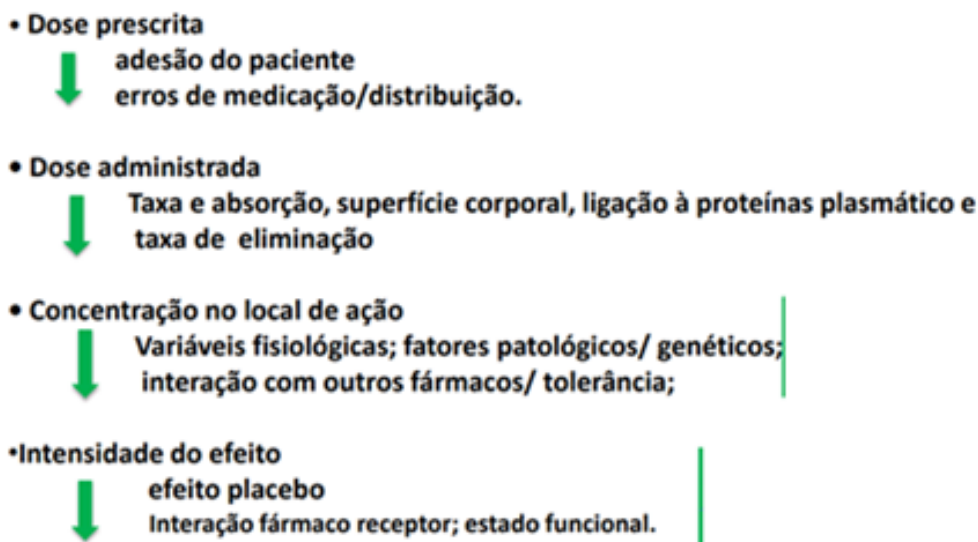 • Dose prescrita
adesão do paciente
erros de medicação/distribuição.
• Dose administrada
Taxa e absorção, superfície corporal, ligação à proteínas plasmático e
taxa de eliminação
• Concentração no local de ação
Variáveis fisiológicas; fatores patológicos/ genéticos;
interação com outros fármacos/ tolerância;
•Intensidade do efeito
efeito placebo
Interação fármaco receptor; estado funcional.